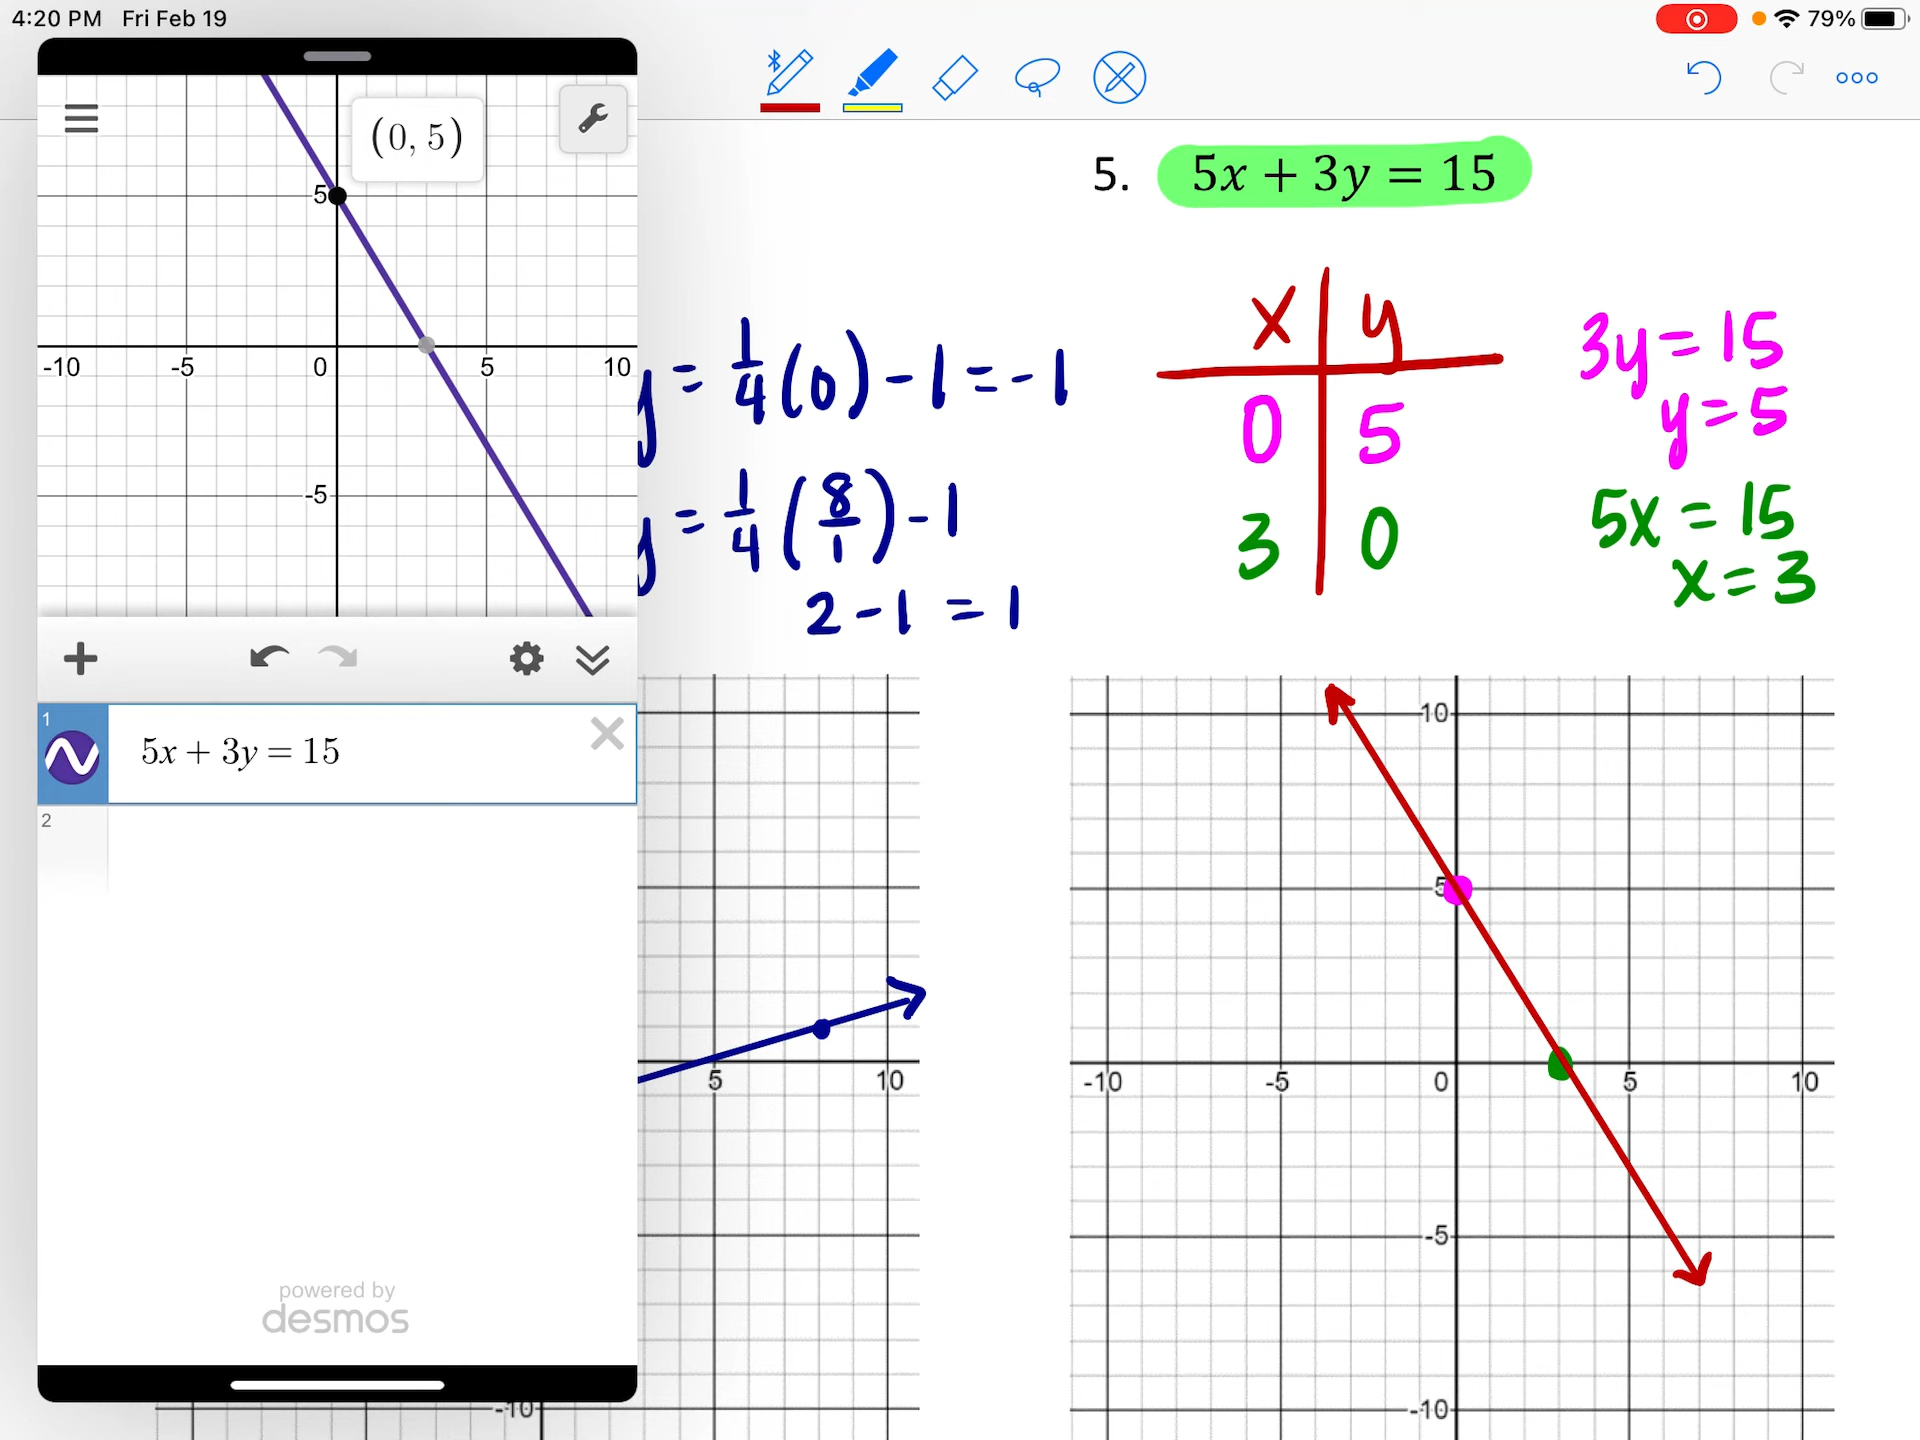 4:20 PM Fri Feb 19
79%
(0, 5)
5
-10 -5 0 5 10
-5
1
5x + 3y = 15
2
powered by
desmos
5. 5x + 3y = 15
y = 1/4 (0) - 1 = -1
y = 1/4 (8/1) - 1
2 - 1 = 1
x y
0 5
3 0
3y = 15
y = 5
5x = 15
x = 3
5 10
-10
10
5
-10 -5 0 5 10
-5
-10